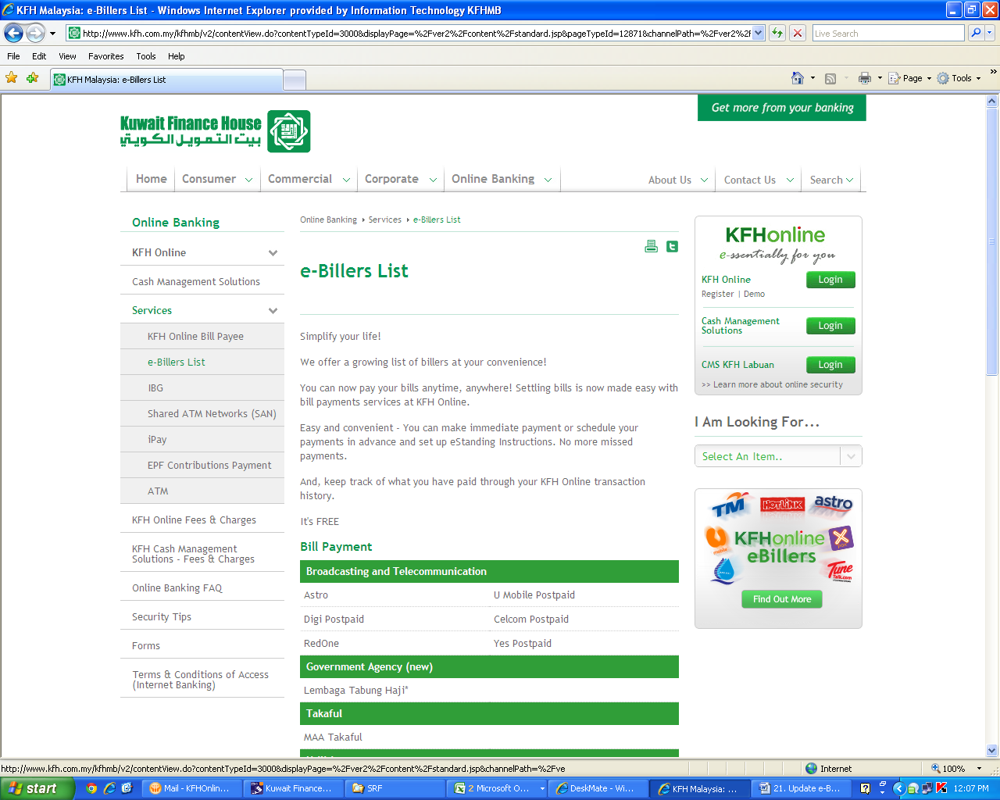 KFH Malaysia: e-Billers List - Windows Internet Explorer provided by Information Technology KFHMB
http://www.kfh.com.my/kfhmb/v2/contentView.do?contentTypeId=3000&displayPage=%2Fver2%2Fcontent%2Fstandard.jsp&pageTypeId=12871&channelPath=%2Fver2%2F
Live Search
File Edit View Favorites Tools Help
KFH Malaysia: e-Billers List
Page Tools
Get more from your banking
Kuwait Finance House
بيت التمويل الكويتي
Home Consumer Commercial Corporate Online Banking About Us Contact Us Search
Online Banking
KFH Online
Cash Management Solutions
Services
KFH Online Bill Payee
e-Billers List
IBG
Shared ATM Networks (SAN)
iPay
EPF Contributions Payment
ATM
KFH Online Fees & Charges
KFH Cash Management
Solutions - Fees & Charges
Online Banking FAQ
Security Tips
Forms
Terms & Conditions of Access
(Internet Banking)
Online Banking Services e-Billers List
e-Billers List
Simplify your life!
We offer a growing list of billers at your convenience!
You can now pay your bills anytime, anywhere! Settling bills is now made easy with
bill payments services at KFH Online.
Easy and convenient - You can make immediate payment or schedule your
payments in advance and set up eStanding Instructions. No more missed
payments.
And, keep track of what you have paid through your KFH Online transaction
history.
It's FREE
Bill Payment
Broadcasting and Telecommunication
Astro U Mobile Postpaid
Digi Postpaid Celcom Postpaid
RedOne Yes Postpaid
Government Agency (new)
Lembaga Tabung Haji*
Takaful
MAA Takaful
KFHonline
e-ssentially for you
KFH Online Login
Register | Demo
Cash Management
Solutions
Login
CMS KFH Labuan Login
>> Learn more about online security
I Am Looking For...
Select An Item..
TM HOTLINK astro
U mobile KFHonline
eBillers
Tune
Talk.com
Find Out More
http://www.kfh.com.my/kfhmb/v2/contentView.do?contentTypeId=3000&displayPage=%2Fver2%2Fcontent%2Fstandard.jsp&channelPath=%2Fve
Internet 100%
start Mail - KFHOnlin... Kuwait Finance... SRF 2 Microsoft O... DeskMate - Wi... KFH Malaysia: ... 21. Update e-B... 12:07 PM